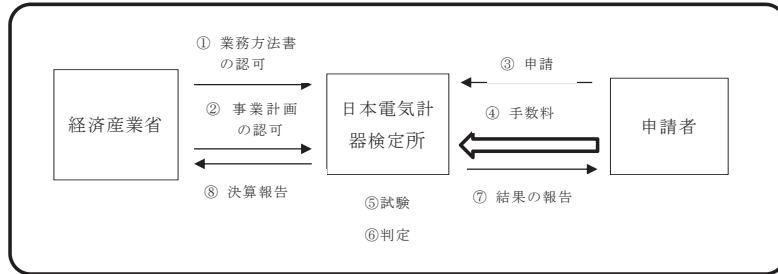 ① 業務方法書
の認可
② 事業計画
の認可
経済産業省
⑧ 決算報告
日本電気計
器検定所
⑤試験
⑥判定
③ 申請
④ 手数料
申請者
⑦ 結果の報告